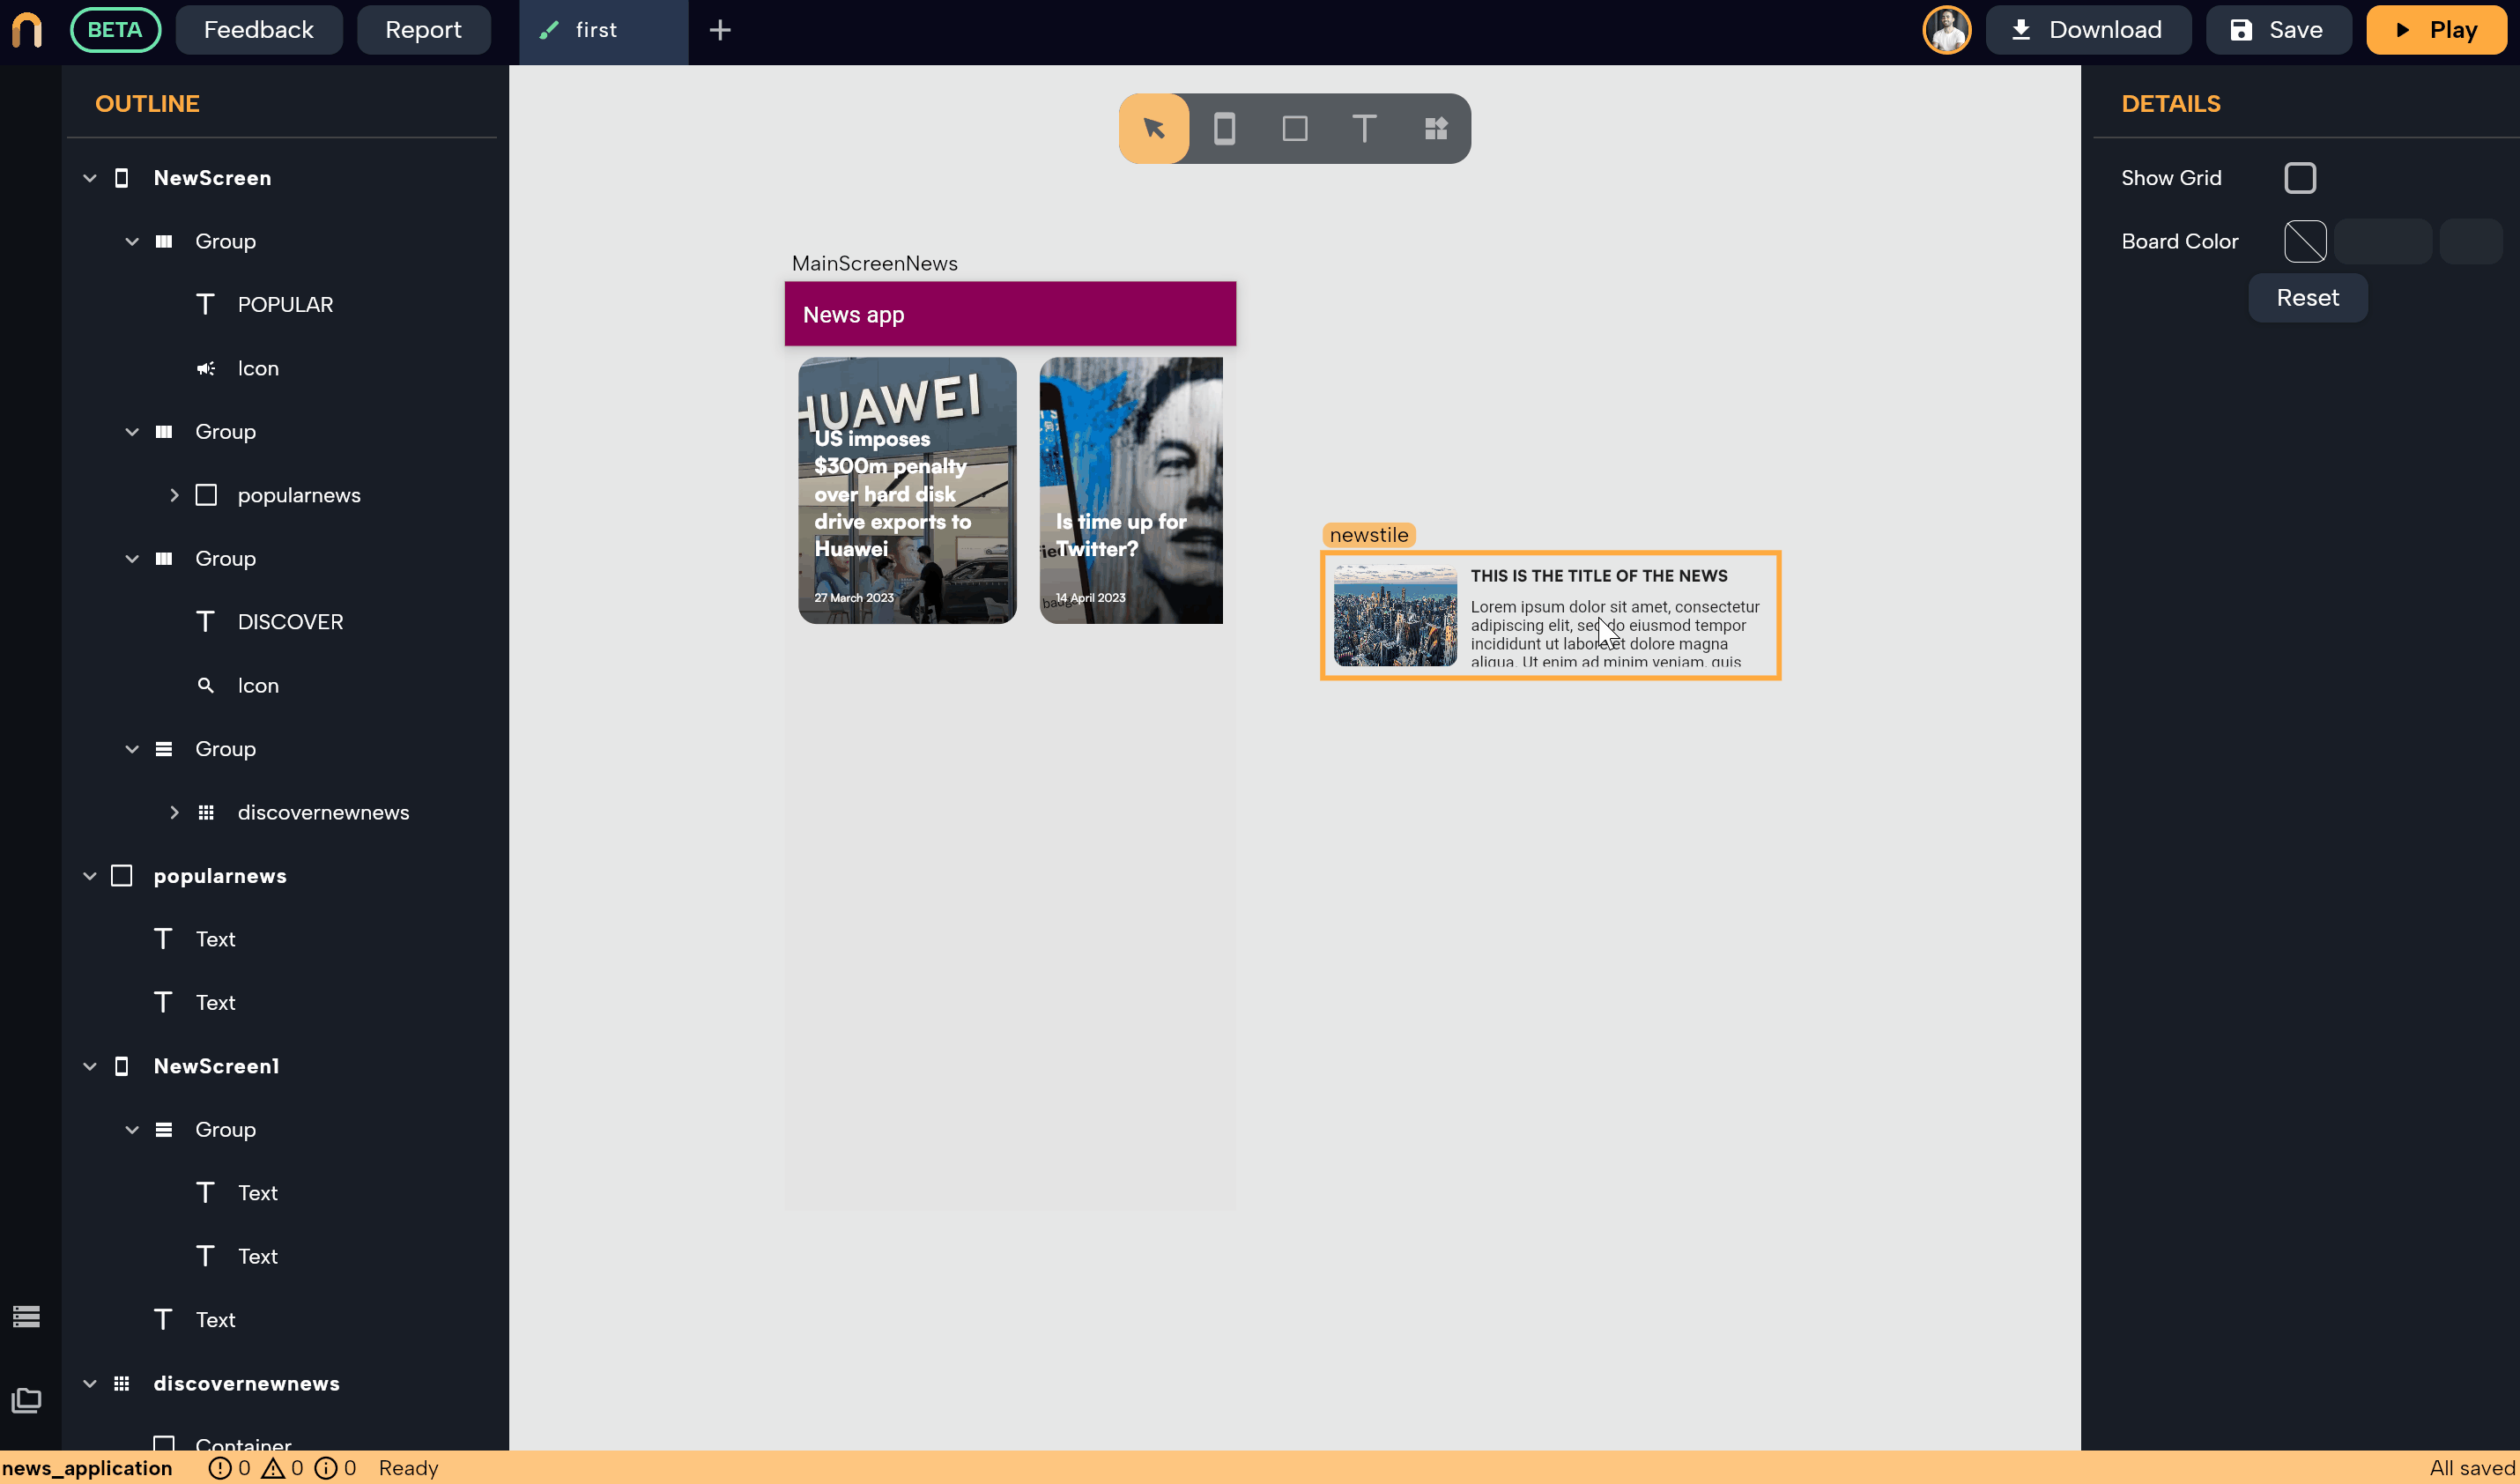 BETA
Feedback
Report
first
Download
Save
Play
OUTLINE
NewScreen
Group
POPULAR
Icon
Group
popularnews
Group
DISCOVER
Icon
Group
discovernewnews
popularnews
Text
Text
NewScreen1
Group
Text
Text
Text
discovernewnews
Container
MainScreenNews
News app
HUAWEI
US imposes
$300m penalty
over hard disk
drive exports to
Huawei
27 March 2023
Is time up for
Twitter?
14 April 2023
newstile
THIS IS THE TITLE OF THE NEWS
Lorem ipsum dolor sit amet, consectetur
adipiscing elit, sed do eiusmod tempor
incididunt ut labore et dolore magna
aliqua. Ut enim ad minim veniam, quis
DETAILS
Show Grid
Board Color
Reset
news_application
0
0
0
Ready
All saved